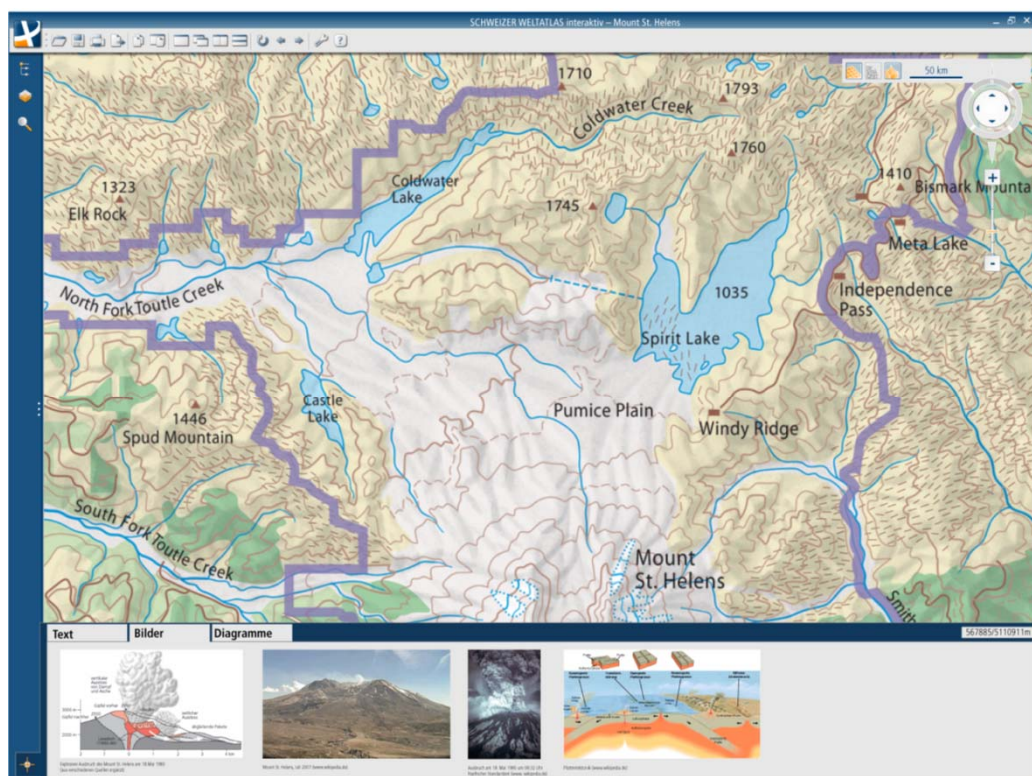 SCHWEIZER WELTATLAS interaktiv – Mount St. Helens
50 km
1710
1793
Coldwater Creek
1760
1410
Bismark Mounta
1323
Elk Rock
Coldwater
Lake
1745
Meta Lake
North Fork Toutle Creek
1035
Independence
Pass
Spirit Lake
Castle
Lake
Pumice Plain
1446
Spud Mountain
Windy Ridge
South Fork Toutle Creek
Mount
St. Helens
Smith
567885/5110911m
Text
Bilder
Diagramme